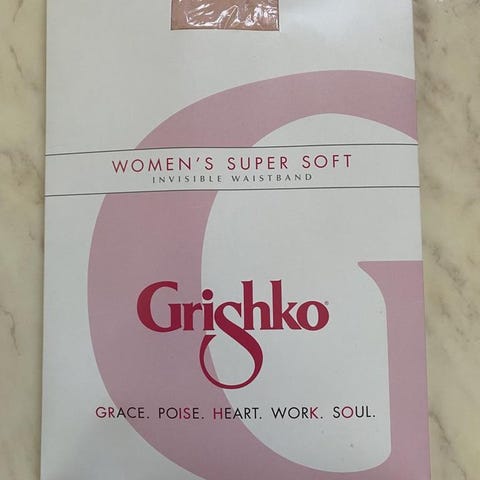 WOMEN'S SUPER SOFT
INVISIBLE WAISTBAND
Grishko®
GRACE. POISE. HEART. WORK. SOUL.